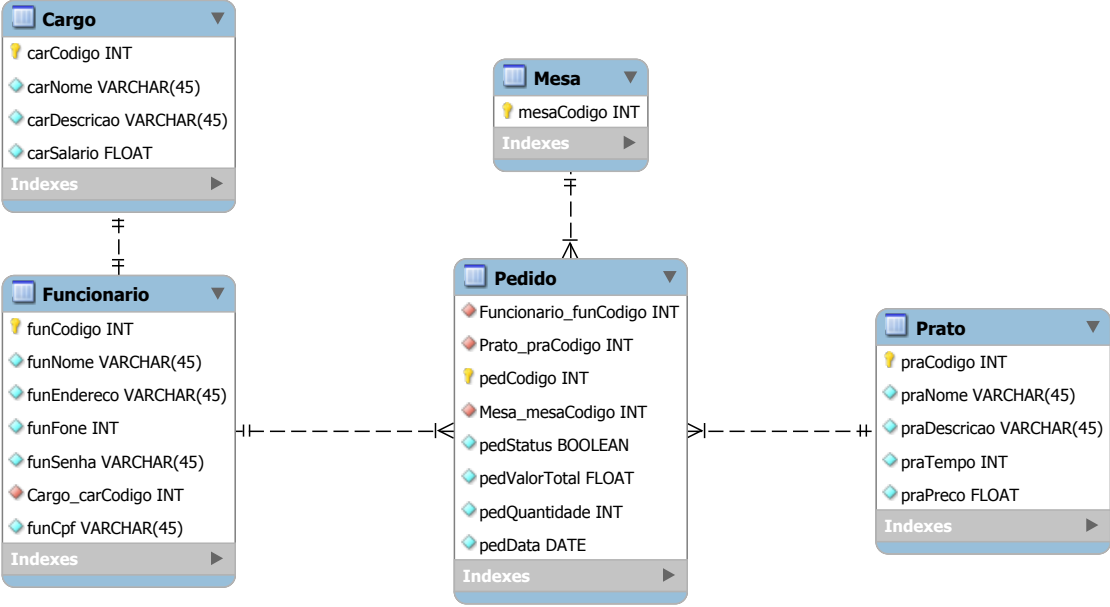 Cargo
carCodigo INT
carNome VARCHAR(45)
carDescricao VARCHAR(45)
carSalario FLOAT
Indexes
Mesa
mesaCodigo INT
Indexes
Funcionario
funCodigo INT
funNome VARCHAR(45)
funEndereco VARCHAR(45)
funFone INT
funSenha VARCHAR(45)
Cargo_carCodigo INT
funCpf VARCHAR(45)
Indexes
Pedido
Funcionario_funCodigo INT
Prato_praCodigo INT
pedCodigo INT
Mesa_mesaCodigo INT
pedStatus BOOLEAN
pedValorTotal FLOAT
pedQuantidade INT
pedData DATE
Indexes
Prato
praCodigo INT
praNome VARCHAR(45)
praDescricao VARCHAR(45)
praTempo INT
praPreco FLOAT
Indexes